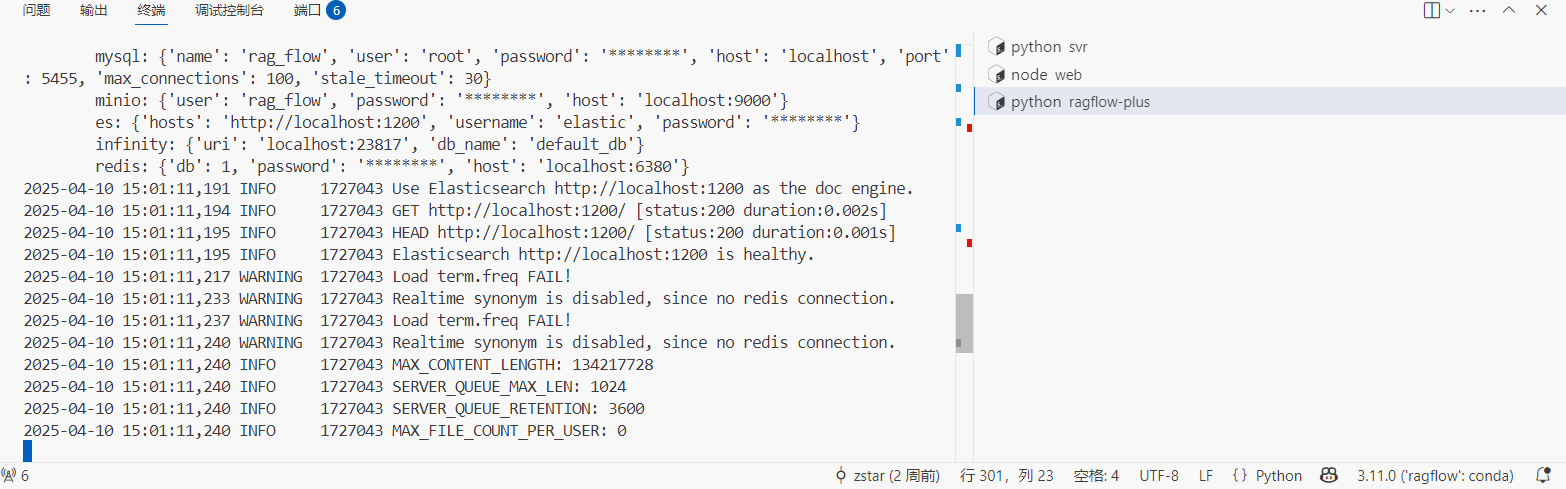 问题 输出 终端 调试控制台 端口 6
mysql: {'name': 'rag_flow', 'user': 'root', 'password': '********', 'host': 'localhost', 'port'
: 5455, 'max_connections': 100, 'stale_timeout': 30}
minio: {'user': 'rag_flow', 'password': '********', 'host': 'localhost:9000'}
es: {'hosts': 'http://localhost:1200', 'username': 'elastic', 'password': '********'}
infinity: {'uri': 'localhost:23817', 'db_name': 'default_db'}
redis: {'db': 1, 'password': '********', 'host': 'localhost:6380'}
2025-04-10 15:01:11,191 INFO     1727043 Use Elasticsearch http://localhost:1200 as the doc engine.
2025-04-10 15:01:11,194 INFO     1727043 GET http://localhost:1200/ [status:200 duration:0.002s]
2025-04-10 15:01:11,195 INFO     1727043 HEAD http://localhost:1200/ [status:200 duration:0.001s]
2025-04-10 15:01:11,195 INFO     1727043 Elasticsearch http://localhost:1200 is healthy.
2025-04-10 15:01:11,217 WARNING  1727043 Load term.freq FAIL!
2025-04-10 15:01:11,233 WARNING  1727043 Realtime synonym is disabled, since no redis connection.
2025-04-10 15:01:11,237 WARNING  1727043 Load term.freq FAIL!
2025-04-10 15:01:11,240 WARNING  1727043 Realtime synonym is disabled, since no redis connection.
2025-04-10 15:01:11,240 INFO     1727043 MAX_CONTENT_LENGTH: 134217728
2025-04-10 15:01:11,240 INFO     1727043 SERVER_QUEUE_MAX_LEN: 1024
2025-04-10 15:01:11,240 INFO     1727043 SERVER_QUEUE_RETENTION: 3600
2025-04-10 15:01:11,240 INFO     1727043 MAX_FILE_COUNT_PER_USER: 0
python svr
node web
python ragflow-plus
6 zstar (2 周前) 行 301，列 23 空格: 4 UTF-8 LF {} Python 3.11.0 ('ragflow': conda)